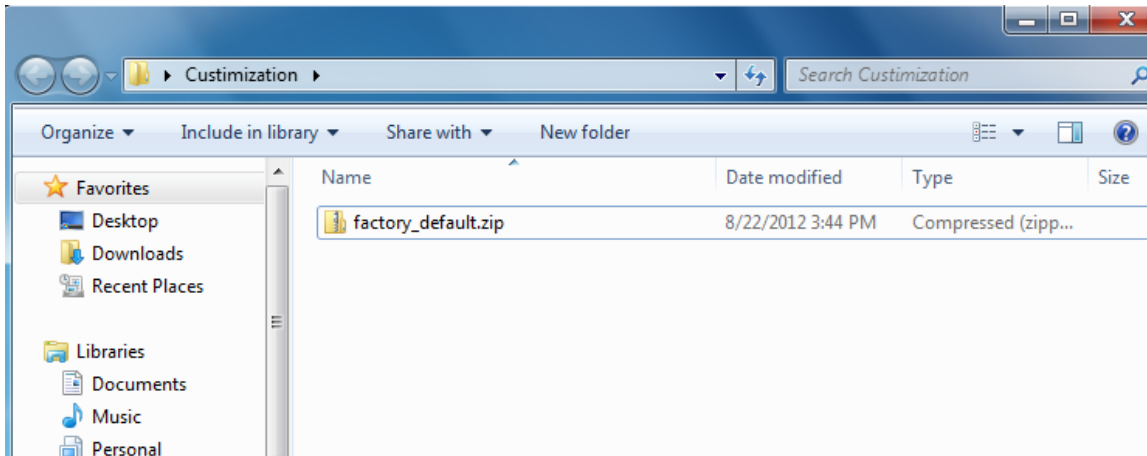 Custimization
Search Custimization
Organize Include in library Share with New folder
Name Date modified Type Size
Favorites
factory_default.zip 8/22/2012 3:44 PM Compressed (zipp...
Desktop
Downloads
Recent Places
Libraries
Documents
Music
Personal